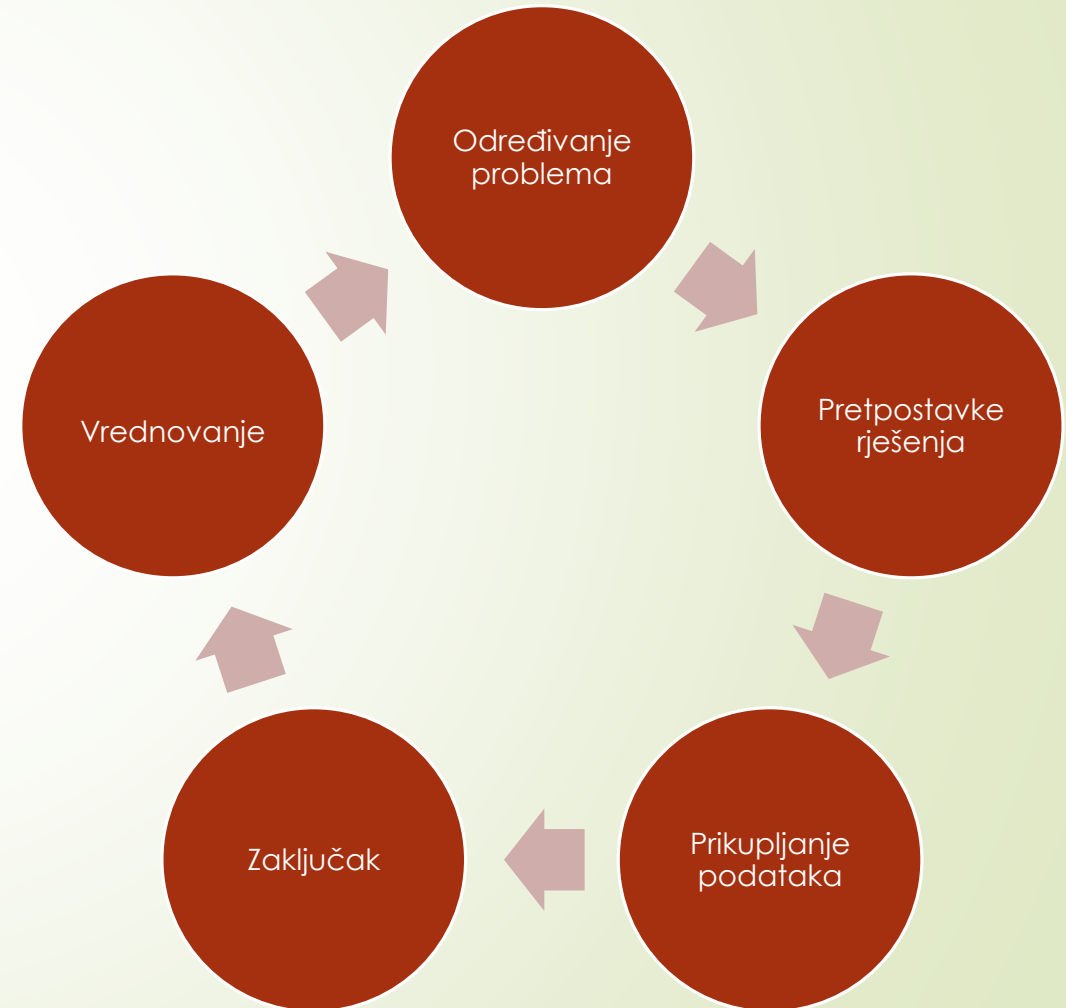 Određivanje
problema
Pretpostavke
rješenja
Prikupljanje
podataka
Zaključak
Vrednovanje